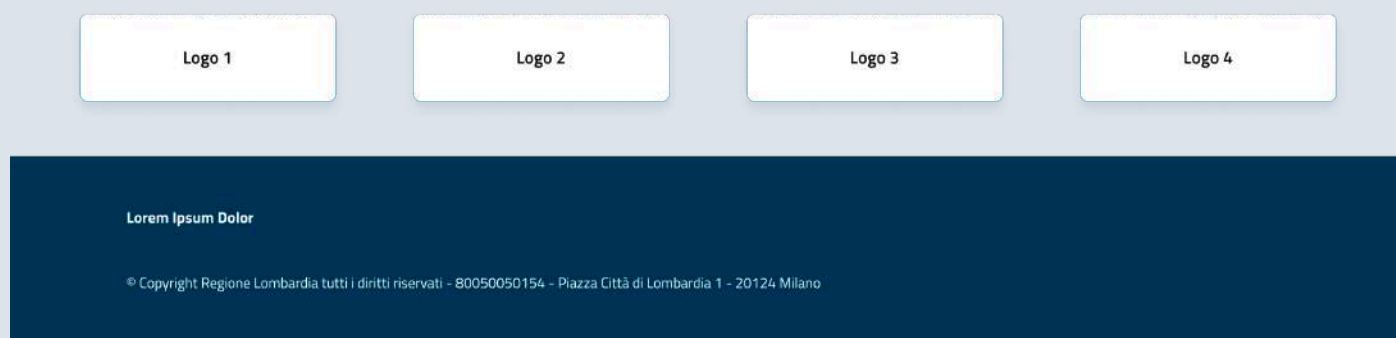 Logo 1
Logo 2
Logo 3
Logo 4
Lorem Ipsum Dolor
© Copyright Regione Lombardia tutti i diritti riservati - 80050050154 - Piazza Città di Lombardia 1 - 20124 Milano